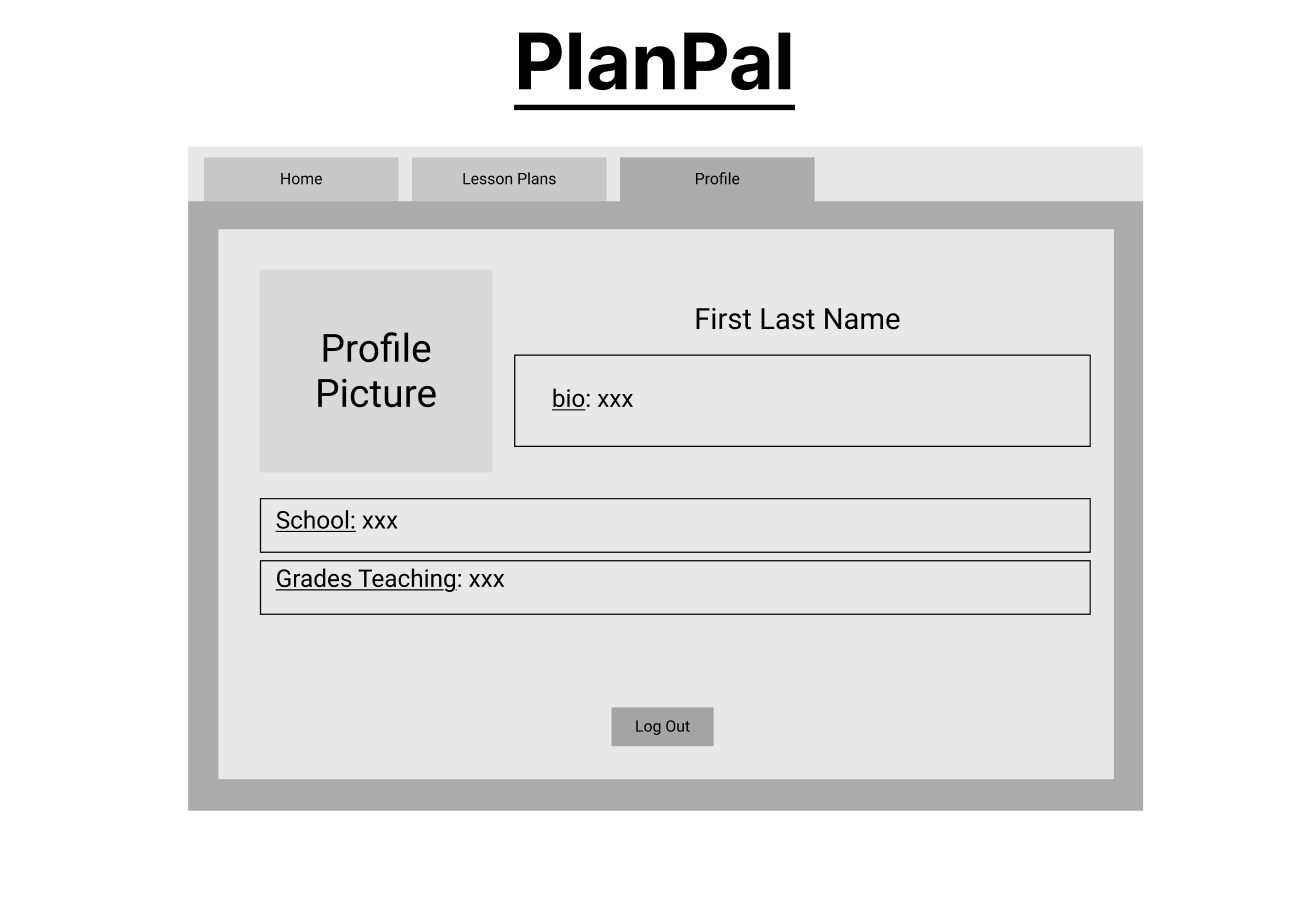 PlanPal
Home
Lesson Plans
Profile
Profile
Picture
First Last Name
bio: xxx
School: xxx
Grades Teaching: xxx
Log Out